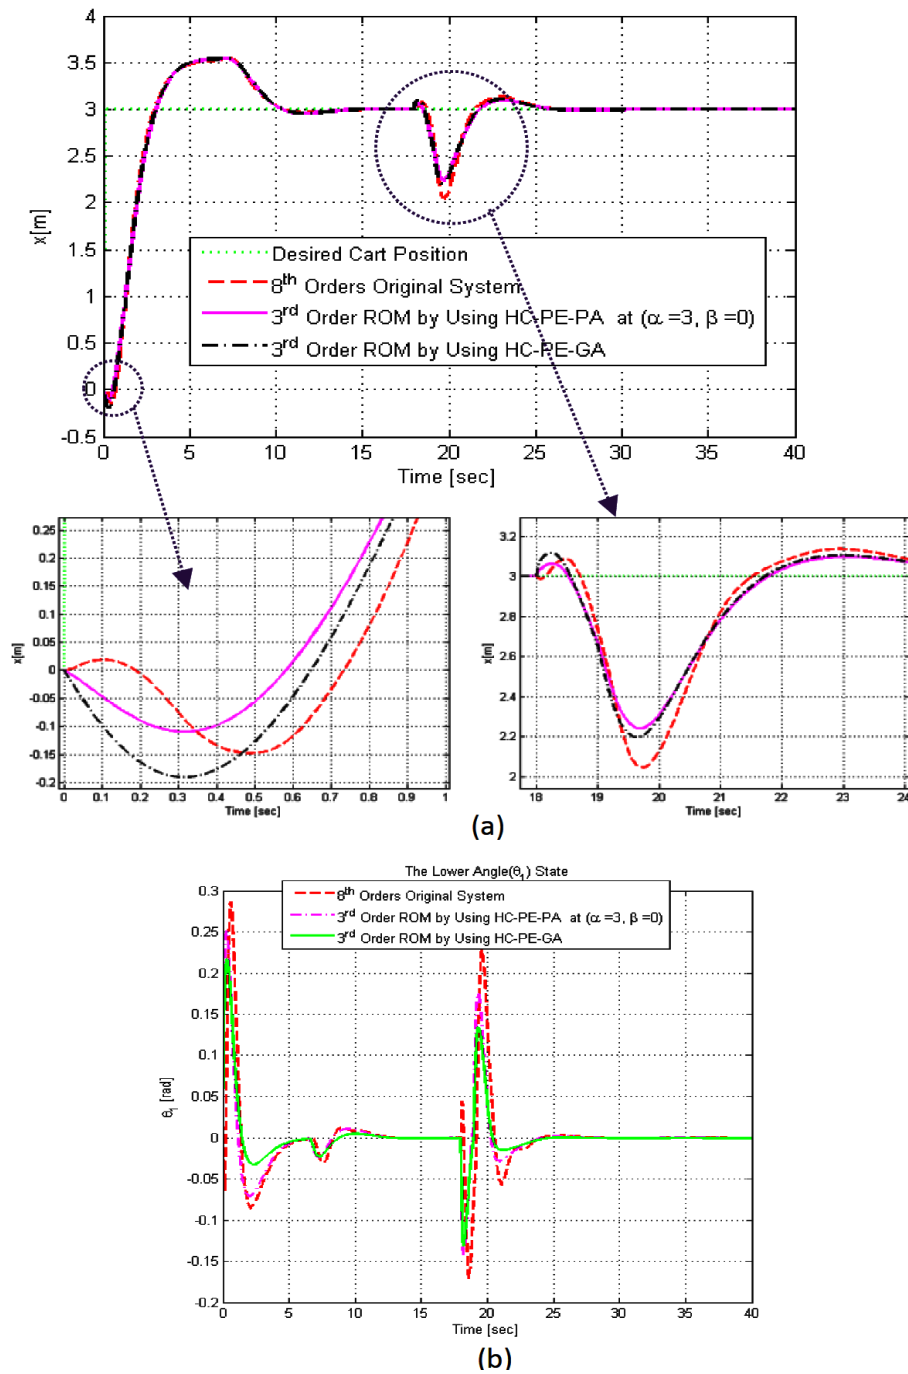 4
3.5
3
2.5
2
1.5
1
0.5
0
-0.5
x[m]
Desired Cart Position
8th Orders Original System
3rd Order ROM by Using HC-PE-PA at (α =3, β =0)
3rd Order ROM by Using HC-PE-GA
0 5 10 15 20 25 30 35 40
Time [sec]
0.25
0.2
0.15
0.1
0.05
0
-0.05
-0.1
-0.15
-0.2
x[m]
0 0.1 0.2 0.3 0.4 0.5 0.6 0.7 0.8 0.9 1
Time [sec]
3.2
3
2.8
2.6
2.4
2.2
2
x[m]
18 19 20 21 22 23 24
Time [sec]
(a)
The Lower Angle(θ1) State
8th Orders Original System
3rd Order ROM by Using HC-PE-PA at (α =3, β =0)
3rd Order ROM by Using HC-PE-GA
0.3
0.25
0.2
0.15
0.1
0.05
0
-0.05
-0.1
-0.15
-0.2
θ1 [rad]
0 5 10 15 20 25 30 35 40
Time [sec]
(b)